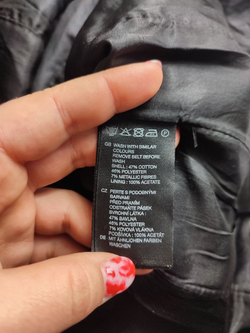 GB WASH WITH SIMILAR
COLOURS
REMOVE BELT BEFORE
WASH
SHELL : 47% COTTON
46% POLYESTER
7% METALLIC FIBRES
LINING : 100% ACETATE
CZ PERTE S PODOBNÝMI
BARVAMI
PŘED PRANÍM
ODSTRAŇTE PÁSEK
SVRCHNÍ LÁTKA :
47% BAVLNA
46% POLYESTER
7% KOVOVÁ VLÁKNA
PODŠÍVKA : 100% ACETÁT
DE MIT ÄHNLICHEN FARBEN
WASCHEN